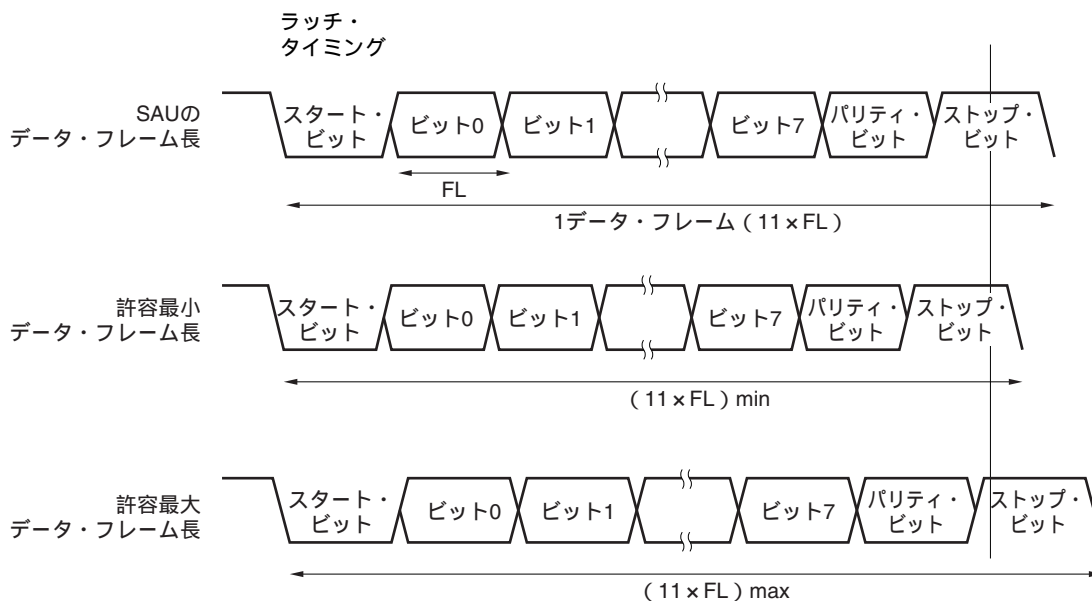 ラッチ・
タイミング
SAUの
データ・フレーム長
スタート・
ビット
ビット0
ビット1
ビット7
パリティ・
ビット
ストップ・
ビット
FL
1データ・フレーム（11×FL）
許容最小
データ・フレーム長
スタート・
ビット
ビット0
ビット1
ビット7
パリティ・
ビット
ストップ・
ビット
（11×FL）min
許容最大
データ・フレーム長
スタート・
ビット
ビット0
ビット1
ビット7
パリティ・
ビット
ストップ・
ビット
（11×FL）max